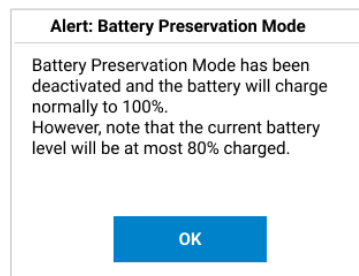 Alert: Battery Preservation Mode
Battery Preservation Mode has been
deactivated and the battery will charge
normally to 100%.
However, note that the current battery
level will be at most 80% charged.
OK